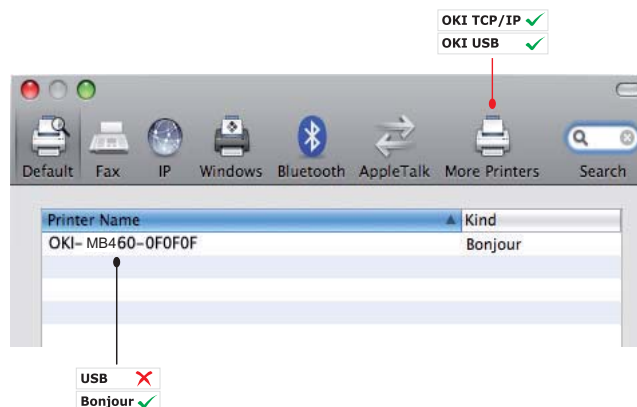 OKI TCP/IP ✓
OKI USB ✓
Default Fax IP Windows Bluetooth AppleTalk More Printers Search
Printer Name Kind
OKI- MB460-0F0F0F Bonjour
USB ✗
Bonjour ✓